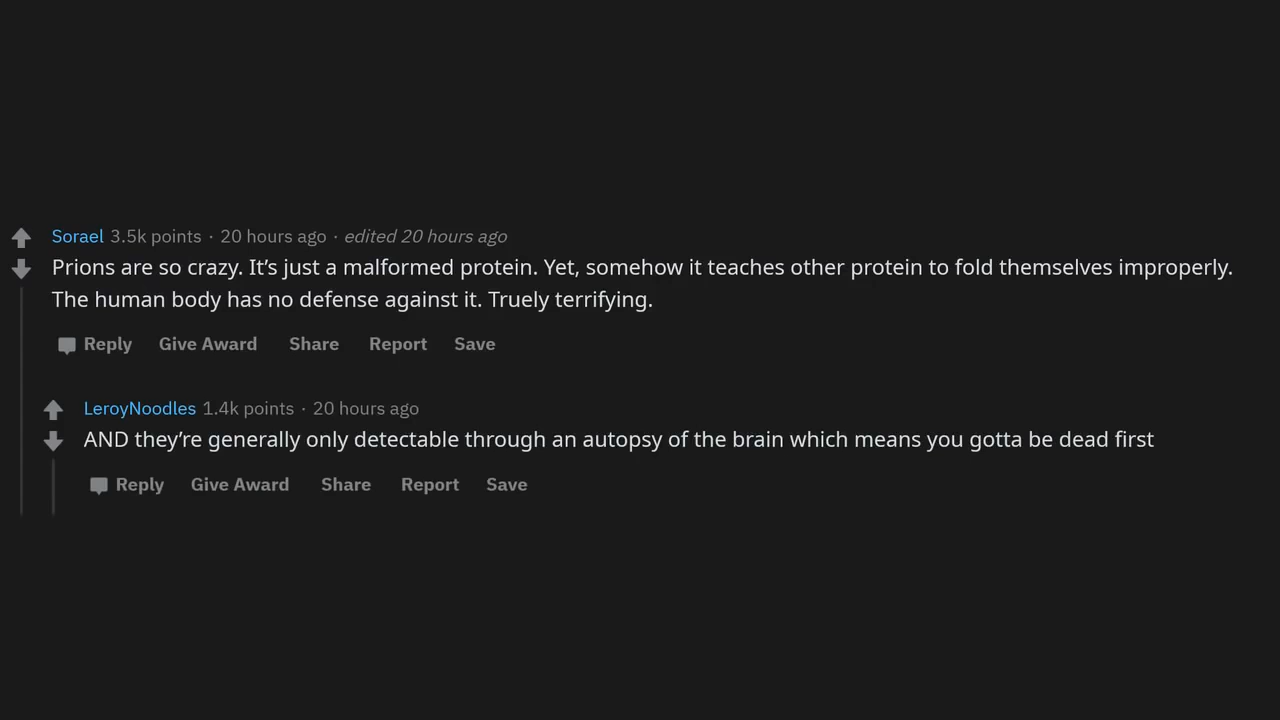 Sorael 3.5k points · 20 hours ago · edited 20 hours ago
Prions are so crazy. It’s just a malformed protein. Yet, somehow it teaches other protein to fold themselves improperly.
The human body has no defense against it. Truely terrifying.
Reply Give Award Share Report Save
LeroyNoodles 1.4k points · 20 hours ago
AND they’re generally only detectable through an autopsy of the brain which means you gotta be dead first
Reply Give Award Share Report Save